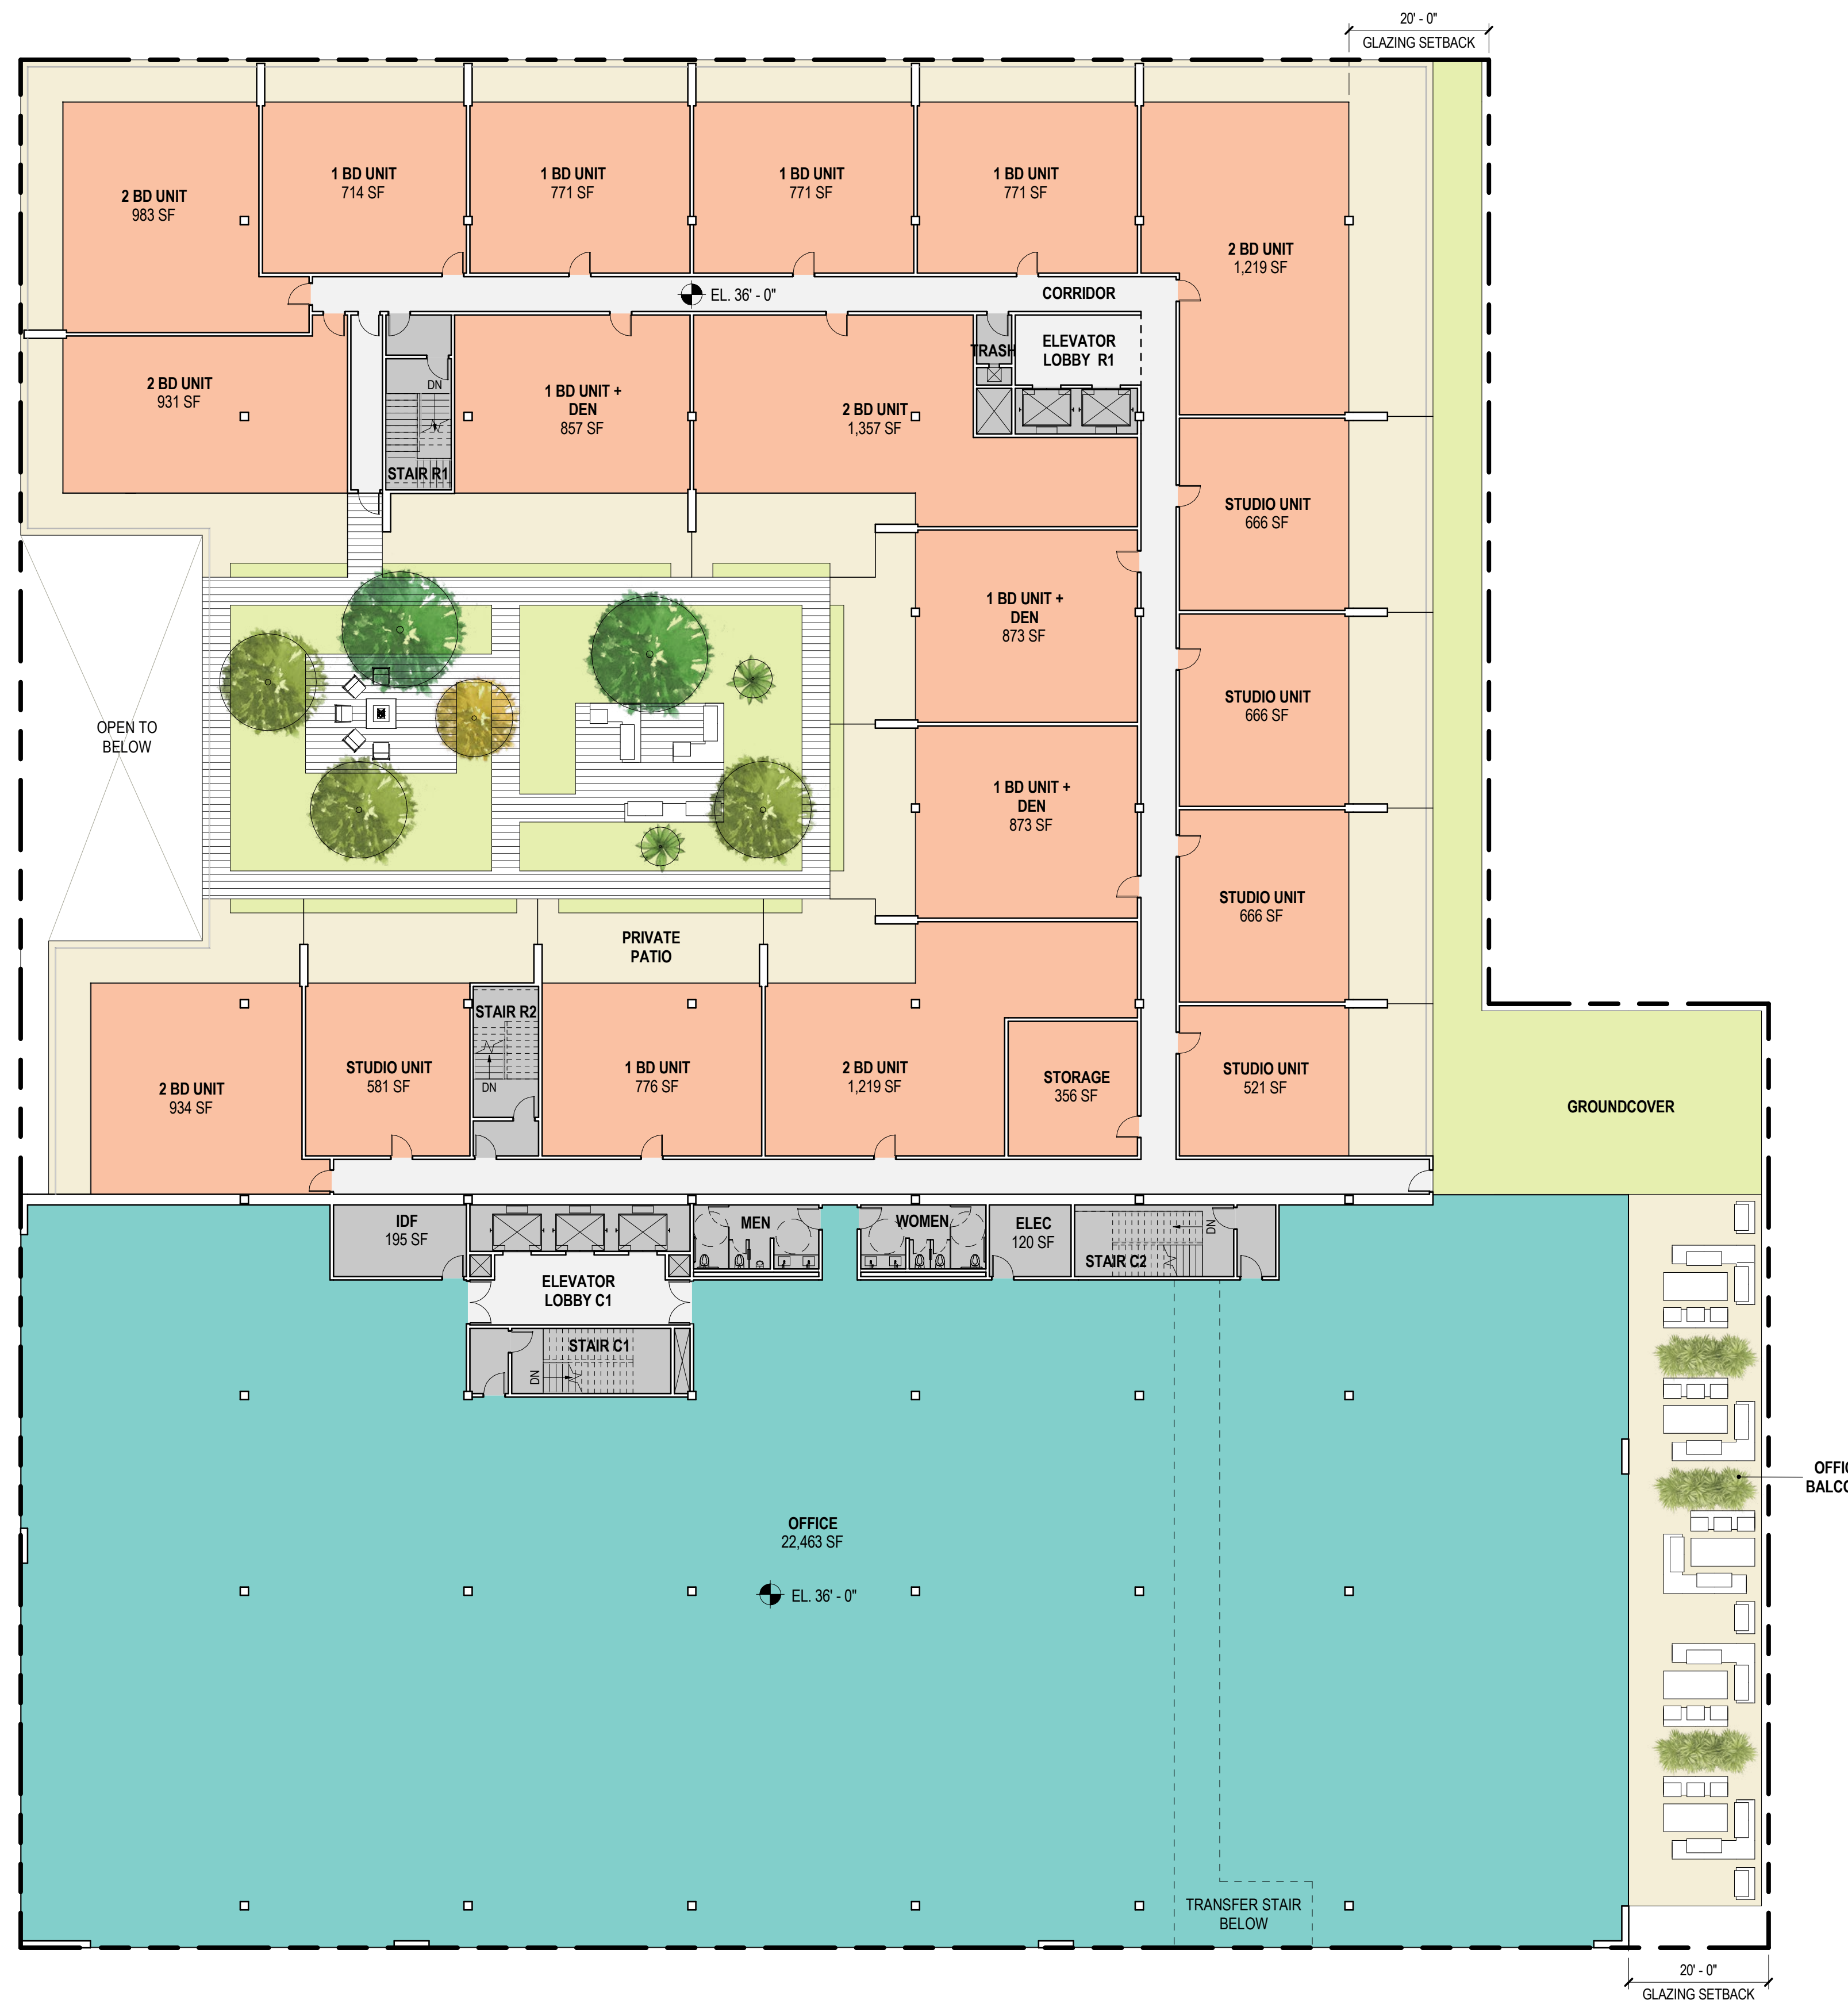 20' - 0"
GLAZING SETBACK
2 BD UNIT
983 SF
1 BD UNIT
714 SF
1 BD UNIT
771 SF
1 BD UNIT
771 SF
1 BD UNIT
771 SF
2 BD UNIT
1,219 SF
EL. 36' - 0"
CORRIDOR
2 BD UNIT
931 SF
DN
STAIR R1
1 BD UNIT +
DEN
857 SF
2 BD UNIT
1,357 SF
TRASH
ELEVATOR
LOBBY R1
STUDIO UNIT
666 SF
1 BD UNIT +
DEN
873 SF
STUDIO UNIT
666 SF
OPEN TO
BELOW
1 BD UNIT +
DEN
873 SF
STUDIO UNIT
666 SF
PRIVATE
PATIO
2 BD UNIT
934 SF
STUDIO UNIT
581 SF
STAIR R2
DN
1 BD UNIT
776 SF
2 BD UNIT
1,219 SF
STORAGE
356 SF
STUDIO UNIT
521 SF
GROUNDCOVER
IDF
195 SF
MEN
WOMEN
ELEC
120 SF
DN
STAIR C2
ELEVATOR
LOBBY C1
STAIR C1
DN
OFFIC
BALCO
OFFICE
22,463 SF
EL. 36' - 0"
TRANSFER STAIR
BELOW
20' - 0"
GLAZING SETBACK